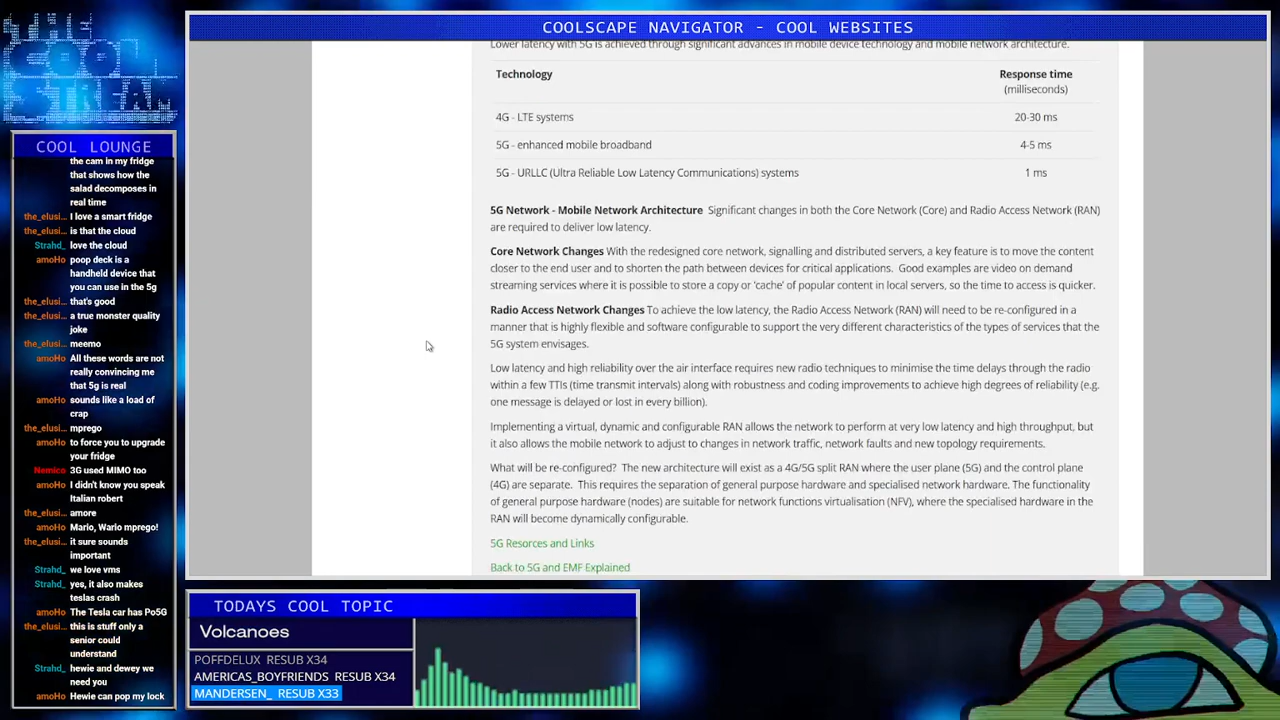 COOLSCAPE NAVIGATOR - COOL WEBSITES
COOL LOUNGE
the cam in my fridge
that shows how the
salad decomposes in
real time
the_elusi... I love a smart fridge
the_elusi... is that the cloud
Strahd_ love the cloud
amoHo poop deck is a
handheld device that
you can use in the 5g
the_elusi... that's good
the_elusi... a true monster quality
joke
the_elusi... meemo
amoHo All these words are not
really convincing me
that 5g is real
amoHo sounds like a load of
crap
the_elusi... mprego
amoHo to force you to upgrade
your fridge
Nemico 3G used MIMO too
amoHo I didn't know you speak
Italian robert
the_elusi... amore
amoHo Mario, Wario mprego!
the_elusi... it sure sounds
important
Strahd_ we love vms
Strahd_ yes, it also makes
teslas crash
amoHo The Tesla car has Po5G
the_elusi... this is stuff only a
senior could
understand
Strahd_ hewie and dewey we
need you
amoHo Hewie can pop my lock
Lower latency with 5G is achieved through significant advances in mobile device technology and mobile network architecture.
Technology Response time
(milliseconds)
4G - LTE systems 20-30 ms
5G - enhanced mobile broadband 4-5 ms
5G - URLLC (Ultra Reliable Low Latency Communications) systems 1 ms
5G Network - Mobile Network Architecture Significant changes in both the Core Network (Core) and Radio Access Network (RAN)
are required to deliver low latency.
Core Network Changes With the redesigned core network, signalling and distributed servers, a key feature is to move the content
closer to the end user and to shorten the path between devices for critical applications. Good examples are video on demand
streaming services where it is possible to store a copy or 'cache' of popular content in local servers, so the time to access is quicker.
Radio Access Network Changes To achieve the low latency, the Radio Access Network (RAN) will need to be re-configured in a
manner that is highly flexible and software configurable to support the very different characteristics of the types of services that the
5G system envisages.
Low latency and high reliability over the air interface requires new radio techniques to minimise the time delays through the radio
within a few TTIs (time transmit intervals) along with robustness and coding improvements to achieve high degrees of reliability (e.g.
one message is delayed or lost in every billion).
Implementing a virtual, dynamic and configurable RAN allows the network to perform at very low latency and high throughput, but
it also allows the mobile network to adjust to changes in network traffic, network faults and new topology requirements.
What will be re-configured? The new architecture will exist as a 4G/5G split RAN where the user plane (5G) and the control plane
(4G) are separate. This requires the separation of general purpose hardware and specialised network hardware. The functionality
of general purpose hardware (nodes) are suitable for network functions virtualisation (NFV), where the specialised hardware in the
RAN will become dynamically configurable.
5G Resorces and Links
Back to 5G and EMF Explained
TODAYS COOL TOPIC
Volcanoes
POFFDELUX RESUB X34
AMERICAS_BOYFRIENDS RESUB X34
MANDERSEN_ RESUB X33